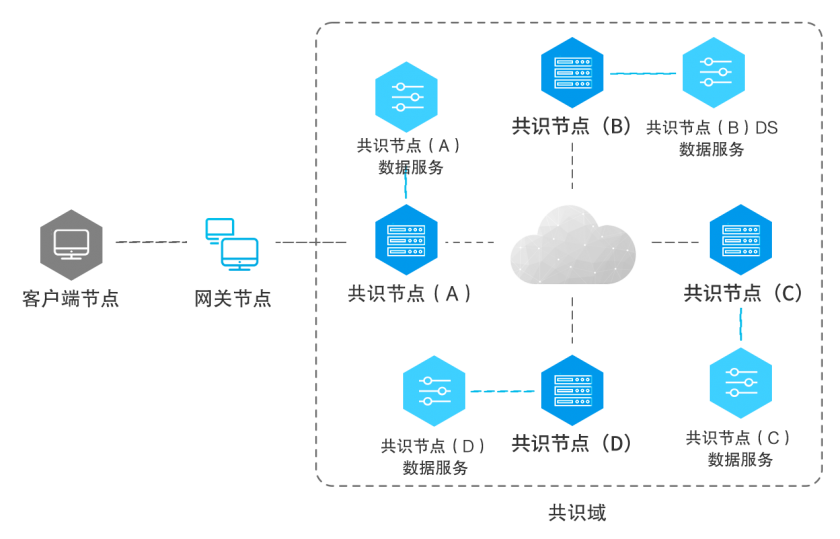 共识节点（B）
共识节点（B）DS
数据服务
共识节点（A）
数据服务
客户端节点
网关节点
共识节点（A）
共识节点（C）
共识节点（D）
数据服务
共识节点（D）
共识节点（C）
数据服务
共识域